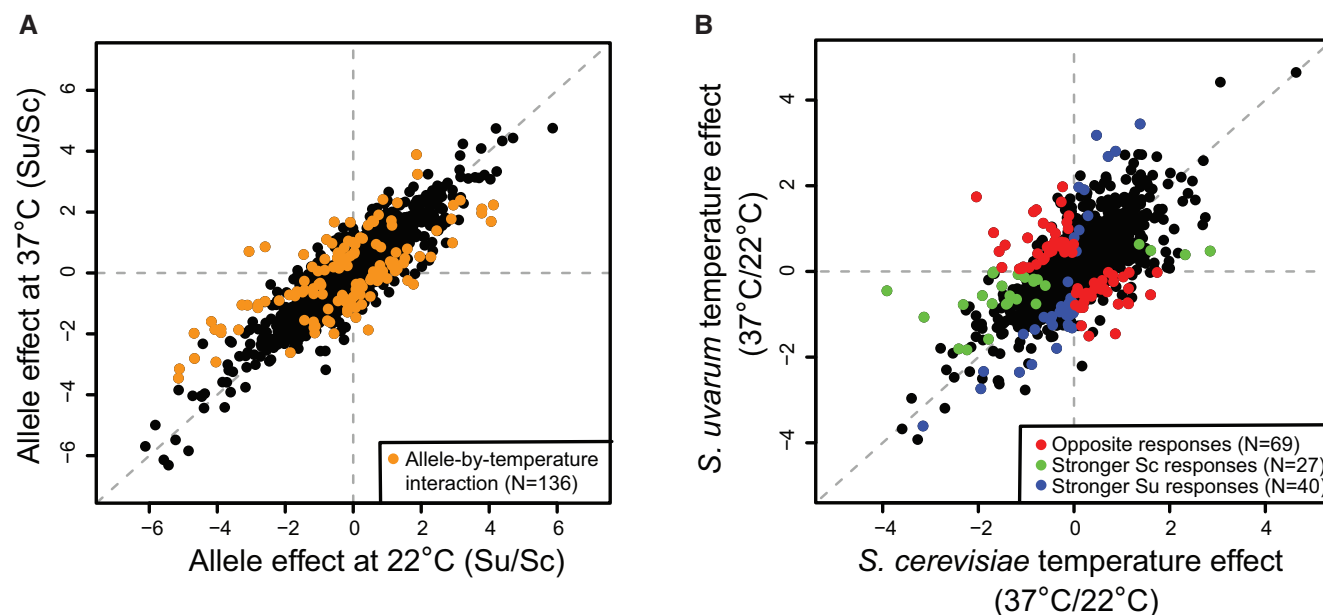 A
Allele effect at 37°C (Su/Sc)
6
4
2
0
−2
−4
−6
−6 −4 −2 0 2 4 6
Allele effect at 22°C (Su/Sc)
Allele-by-temperature
interaction (N=136)
B
S. uvarum temperature effect
(37°C/22°C)
4
2
0
−2
−4
−4 −2 0 2 4
S. cerevisiae temperature effect
(37°C/22°C)
Opposite responses (N=69)
Stronger Sc responses (N=27)
Stronger Su responses (N=40)